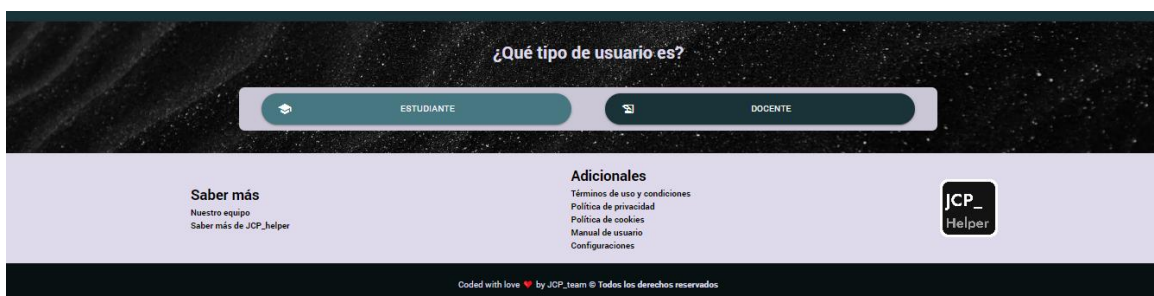 ¿Qué tipo de usuario es?
ESTUDIANTE
DOCENTE
Saber más
Nuestro equipo
Saber más de JCP_helper
Adicionales
Términos de uso y condiciones
Política de privacidad
Política de cookies
Manual de usuario
Configuraciones
JCP_
Helper
Coded with love ❤ by JCP_team © Todos los derechos reservados